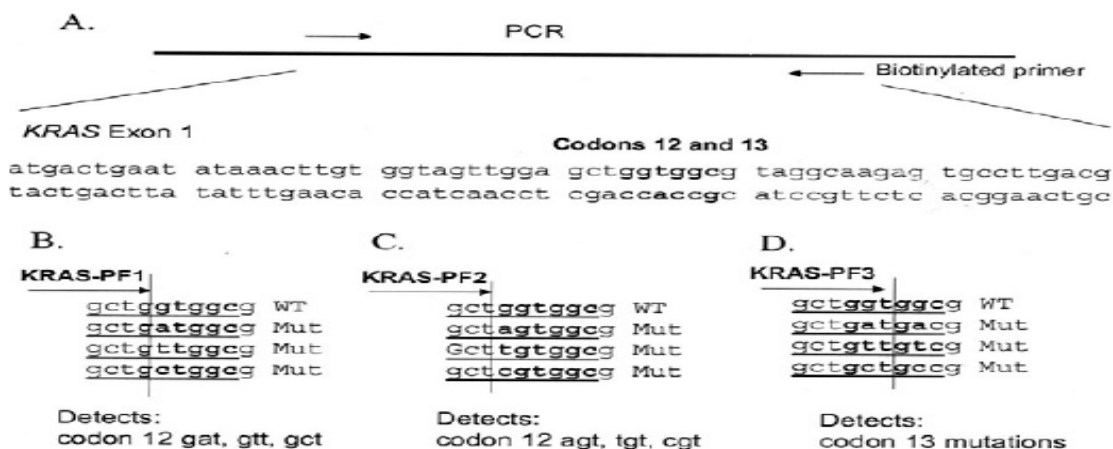 A.
PCR
Biotinylated primer
KRAS Exon 1
Codons 12 and 13
atgactgaat ataaacttgt ggtagttgga gctggtggcg taggcaagag tgccttgacg
tactgactta tatttgaaca ccatcaacct cgaccaccgc atccgttctc acggaactgc
B.
KRAS-PF1
gctggtggcg WT
gctgatggcg Mut
gctgttggcg Mut
gctgctggcg Mut
Detects:
codon 12 gat, gtt, gct
C.
KRAS-PF2
gctggtggcg WT
gctagtggcg Mut
Gcttgtggcg Mut
gctcgtggcg Mut
Detects:
codon 12 agt, tgt, cgt
D.
KRAS-PF3
gctggtggcg WT
gctgatgacg Mut
gctgttgtcg Mut
gctgctgccg Mut
Detects:
codon 13 mutations